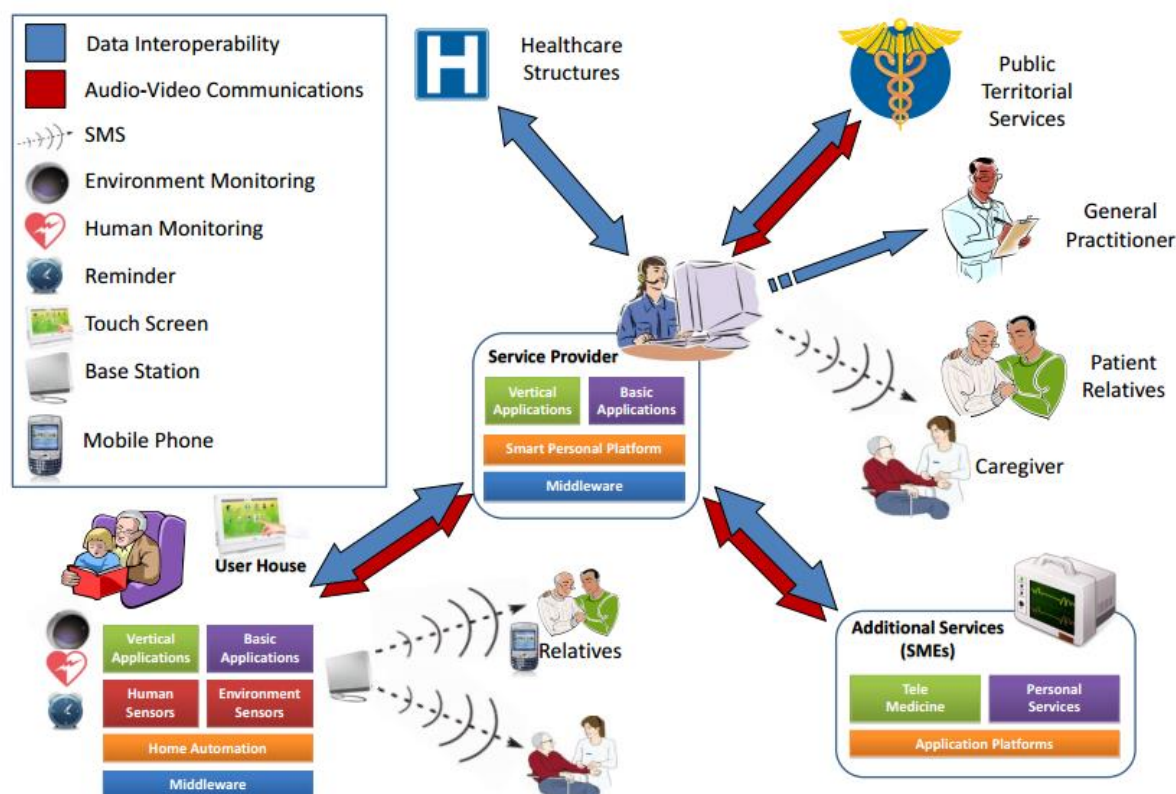 Data Interoperability
Audio-Video Communications
SMS
Environment Monitoring
Human Monitoring
Reminder
Touch Screen
Base Station
Mobile Phone
H
Healthcare
Structures
Public
Territorial
Services
General
Practitioner
Patient
Relatives
Caregiver
Service Provider
Vertical
Applications
Basic
Applications
Smart Personal Platform
Middleware
User House
Vertical
Applications
Basic
Applications
Human
Sensors
Environment
Sensors
Home Automation
Middleware
Relatives
Additional Services
(SMEs)
Tele
Medicine
Personal
Services
Application Platforms